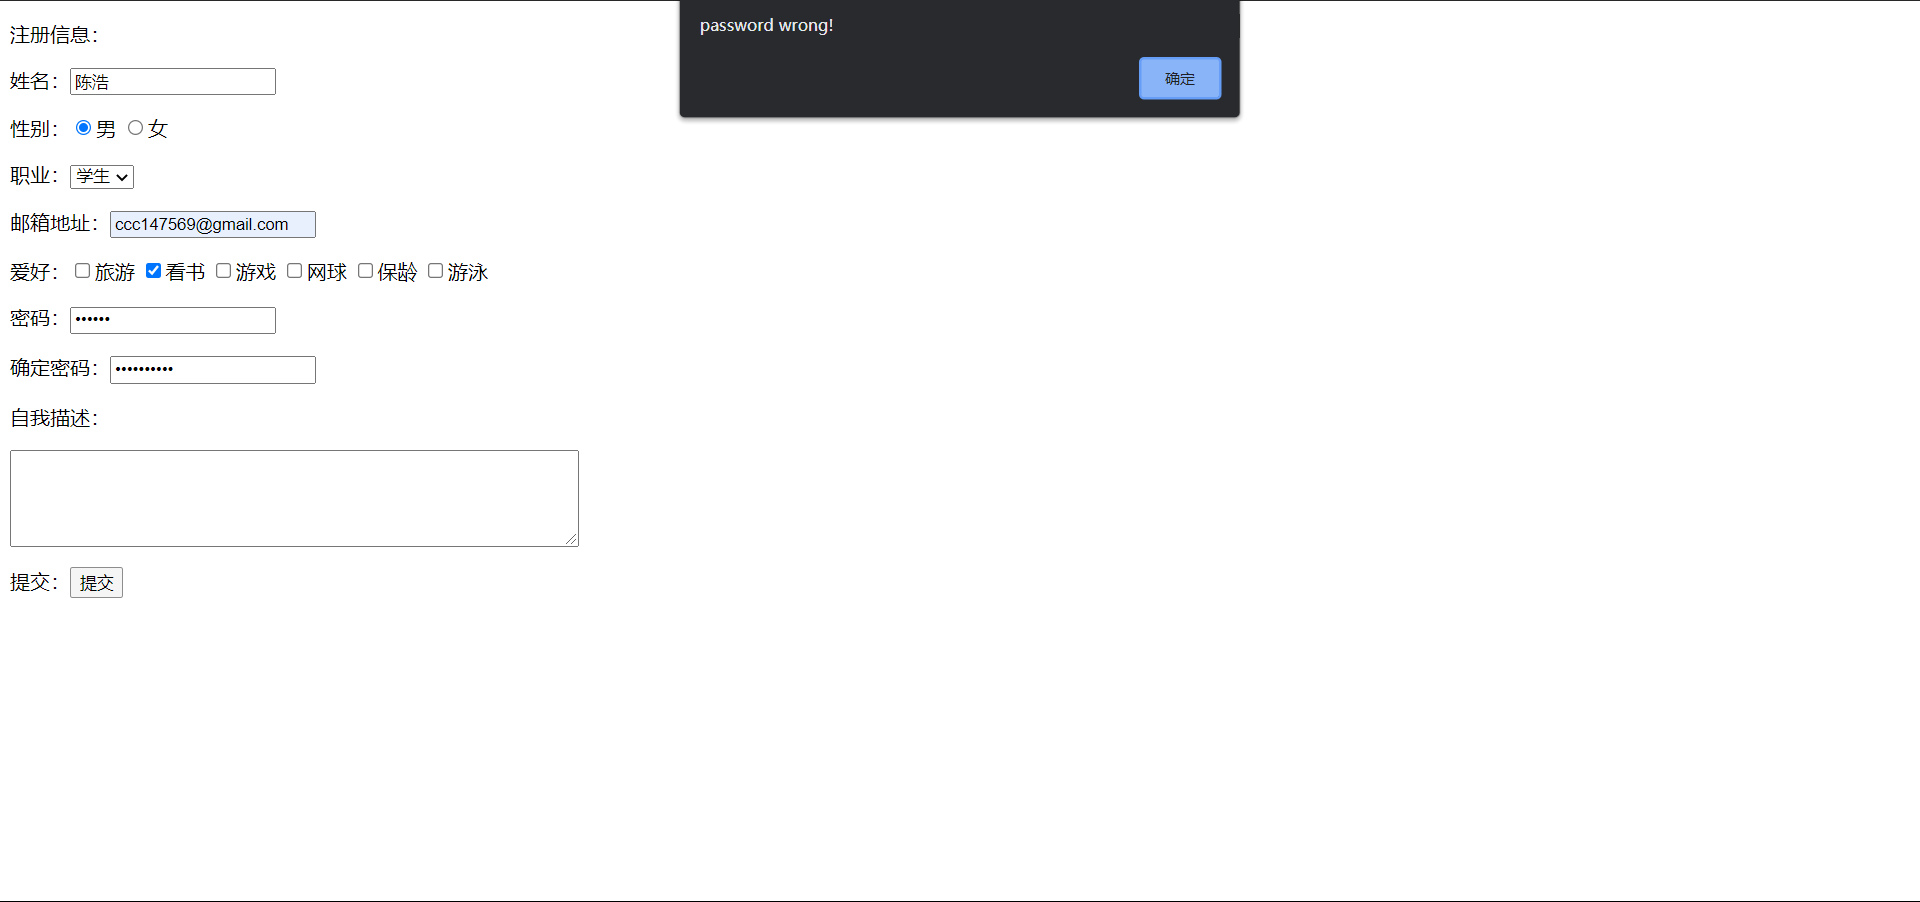 password wrong!
确定
注册信息：
姓名：陈浩
性别：男 女
职业：学生
邮箱地址：ccc147569@gmail.com
爱好：旅游 看书 游戏 网球 保龄 游泳
密码：••••••
确定密码：••••••••••
自我描述：
提交：提交